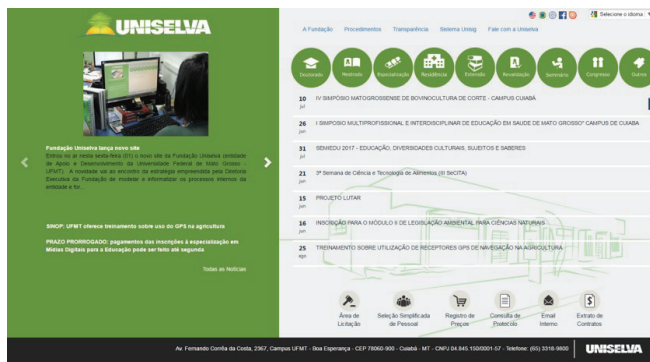 Selecione o idioma
UNISELVA
A Fundação Procedimentos Transparência Sistema Unisig Fale com a Uniselva
Doutorado Mestrado Especialização Residência Extensão Revalidação Seminário Congresso Outros
10 IV SIMPÓSIO MATOGROSSENSE DE BOVINOCULTURA DE CORTE - CAMPUS CUIABÁ
jul
26 I SIMPÓSIO MULTIPROFISSIONAL E INTERDISCIPLINAR DE EDUCAÇÃO EM SAUDE DE MATO GROSSO" CAMPUS DE CUIABA
jun
31 SEMIEDU 2017 - EDUCAÇÃO, DIVERSIDADES CULTURAIS, SUJEITOS E SABERES
jul
21 3ª Semana de Ciência e Tecnologia de Alimentos (III SeCITA)
jun
15 PROJETO LUTAR
jun
16 INSCRIÇÃO PARA O MÓDULO II DE LEGISLAÇÃO AMBIENTAL PARA CIÊNCIAS NATURAIS
jun
25 TREINAMENTO SOBRE UTILIZAÇÃO DE RECEPTORES GPS DE NAVEGAÇÃO NA AGRICULTURA
ago
Fundação Uniselva lança novo site
Entrou no ar nesta sexta-feira (01) o novo site da Fundação Uniselva (entidade
de Apoio e Desenvolvimento da Universidade Federal de Mato Grosso -
UFMT). A novidade vai ao encontro da estratégia empreendida pela Diretoria
Executiva da Fundação de modelar e informatizar os processos internos da
entidade e for...
SINOP: UFMT oferece treinamento sobre uso do GPS na agricultura
PRAZO PRORROGADO: pagamentos das inscrições à especialização em
Mídias Digitais para a Educação pode ser feito até segunda
Todas as Notícias
Área de
Licitação
Seleção Simplificada
de Pessoal
Registro de
Preços
Consulta de
Protocolo
Email
Interno
Extrato de
Contratos
Av. Fernando Corrêa da Costa, 2367, Campus UFMT - Boa Esperança - CEP 78060-900 - Cuiabá - MT - CNPJ 04.845.150/0001-57 - Telefone: (65) 3318-9800
UNISELVA